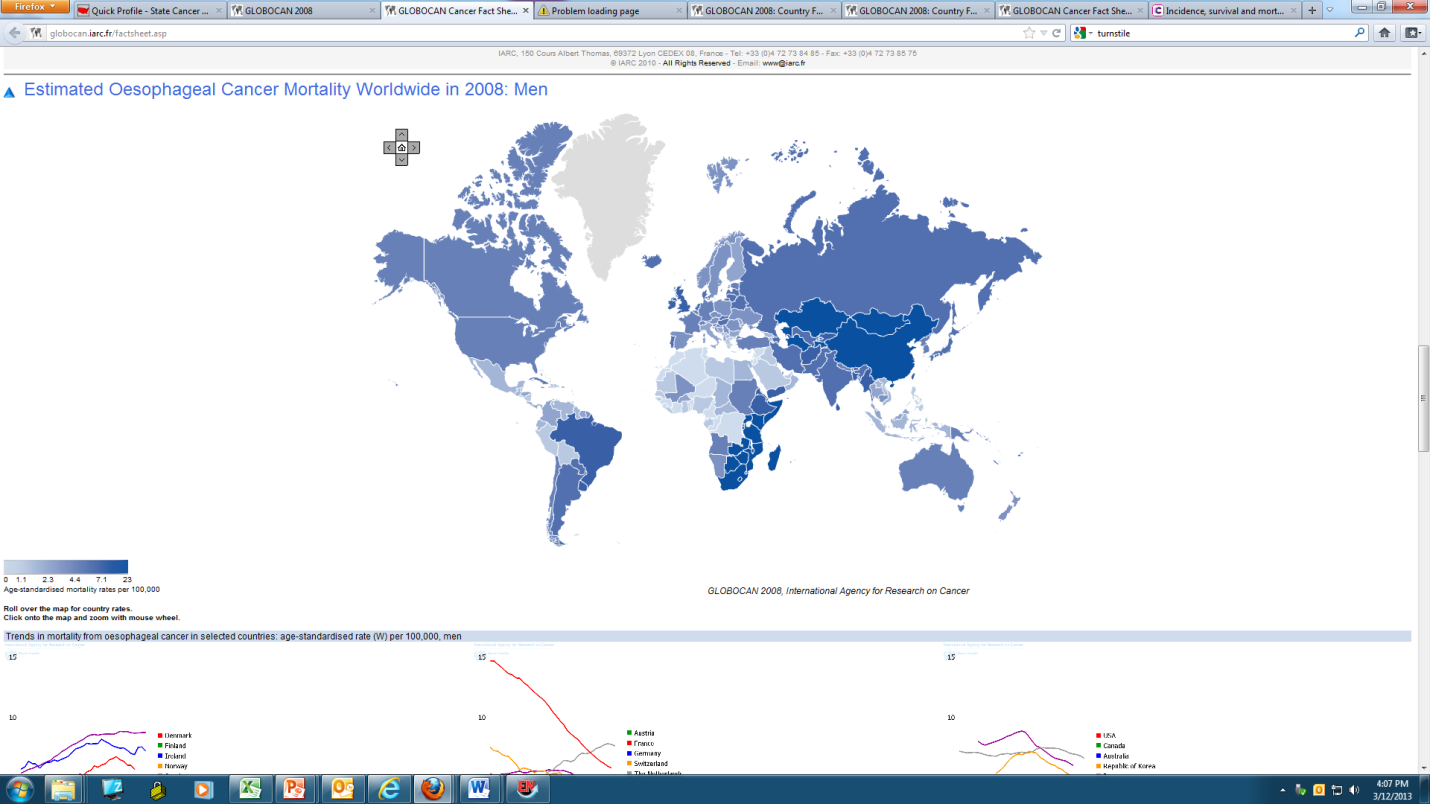 Firefox
Quick Profile - State Cancer ...
GLOBOCAN 2008
GLOBOCAN Cancer Fact She...
Problem loading page
GLOBOCAN 2008: Country F...
GLOBOCAN 2008: Country F...
GLOBOCAN Cancer Fact She...
Incidence, survival and mort...
globocan.iarc.fr/factsheet.asp
turnstile
IARC, 150 Cours Albert Thomas, 69372 Lyon CEDEX 08, France - Tel: +33 (0)4 72 73 84 85 - Fax: +33 (0)4 72 73 85 75
© IARC 2010 - All Rights Reserved - Email: www@iarc.fr
Estimated Oesophageal Cancer Mortality Worldwide in 2008: Men
0 1.1 2.3 4.4 7.1 23
Age-standardised mortality rates per 100,000
GLOBOCAN 2008, International Agency for Research on Cancer
Roll over the map for country rates.
Click onto the map and zoom with mouse wheel.
Trends in mortality from oesophageal cancer in selected countries: age-standardised rate (W) per 100,000, men
15
10
Denmark
Finland
Ireland
Norway
15
10
Austria
France
Germany
Switzerland
The Netherlands
15
10
USA
Canada
Australia
Republic of Korea
4:07 PM
3/12/2013